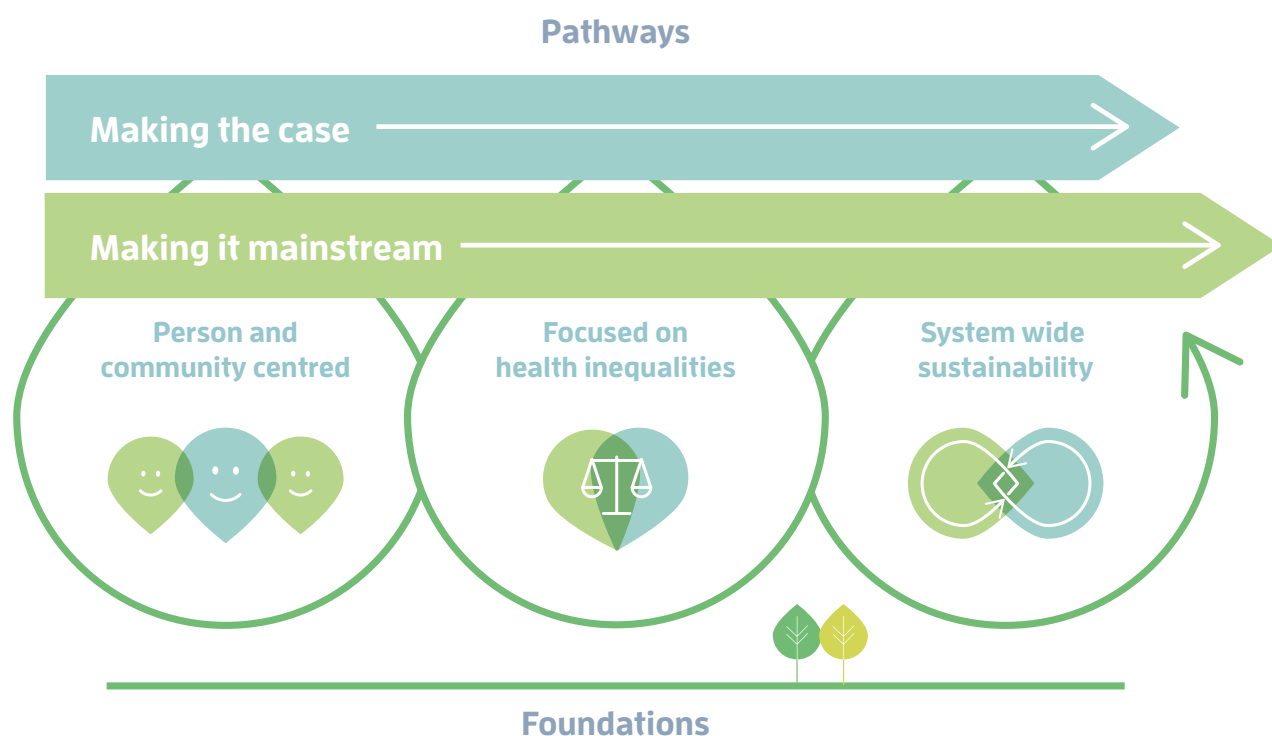 Pathways
Making the case
Making it mainstream
Person and
community centred
Focused on
health inequalities
System wide
sustainability
Foundations